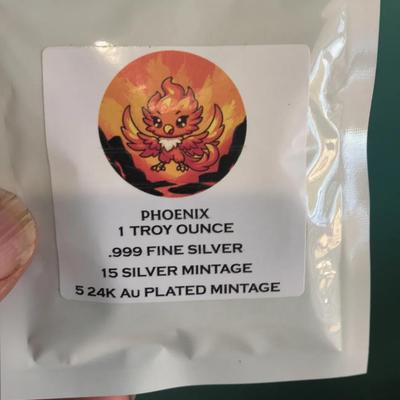 PHOENIX
1 TROY OUNCE
.999 FINE SILVER
15 SILVER MINTAGE
5 24K Au PLATED MINTAGE